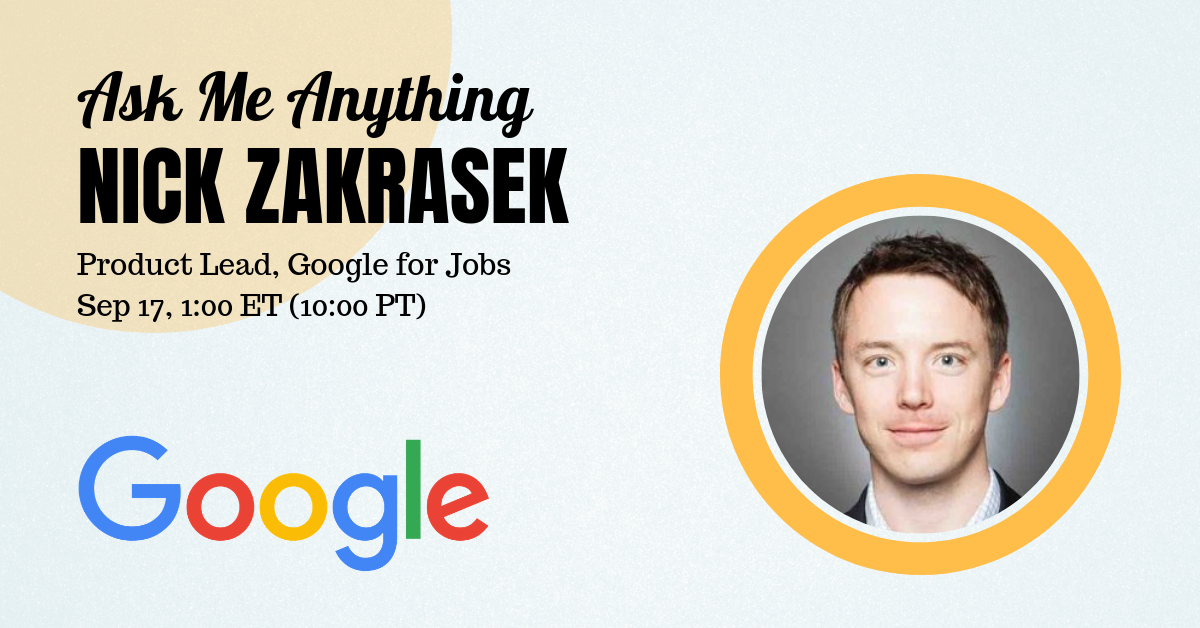 Ask Me Anything
NICK ZAKRASEK
Product Lead, Google for Jobs
Sep 17, 1:00 ET (10:00 PT)
Google